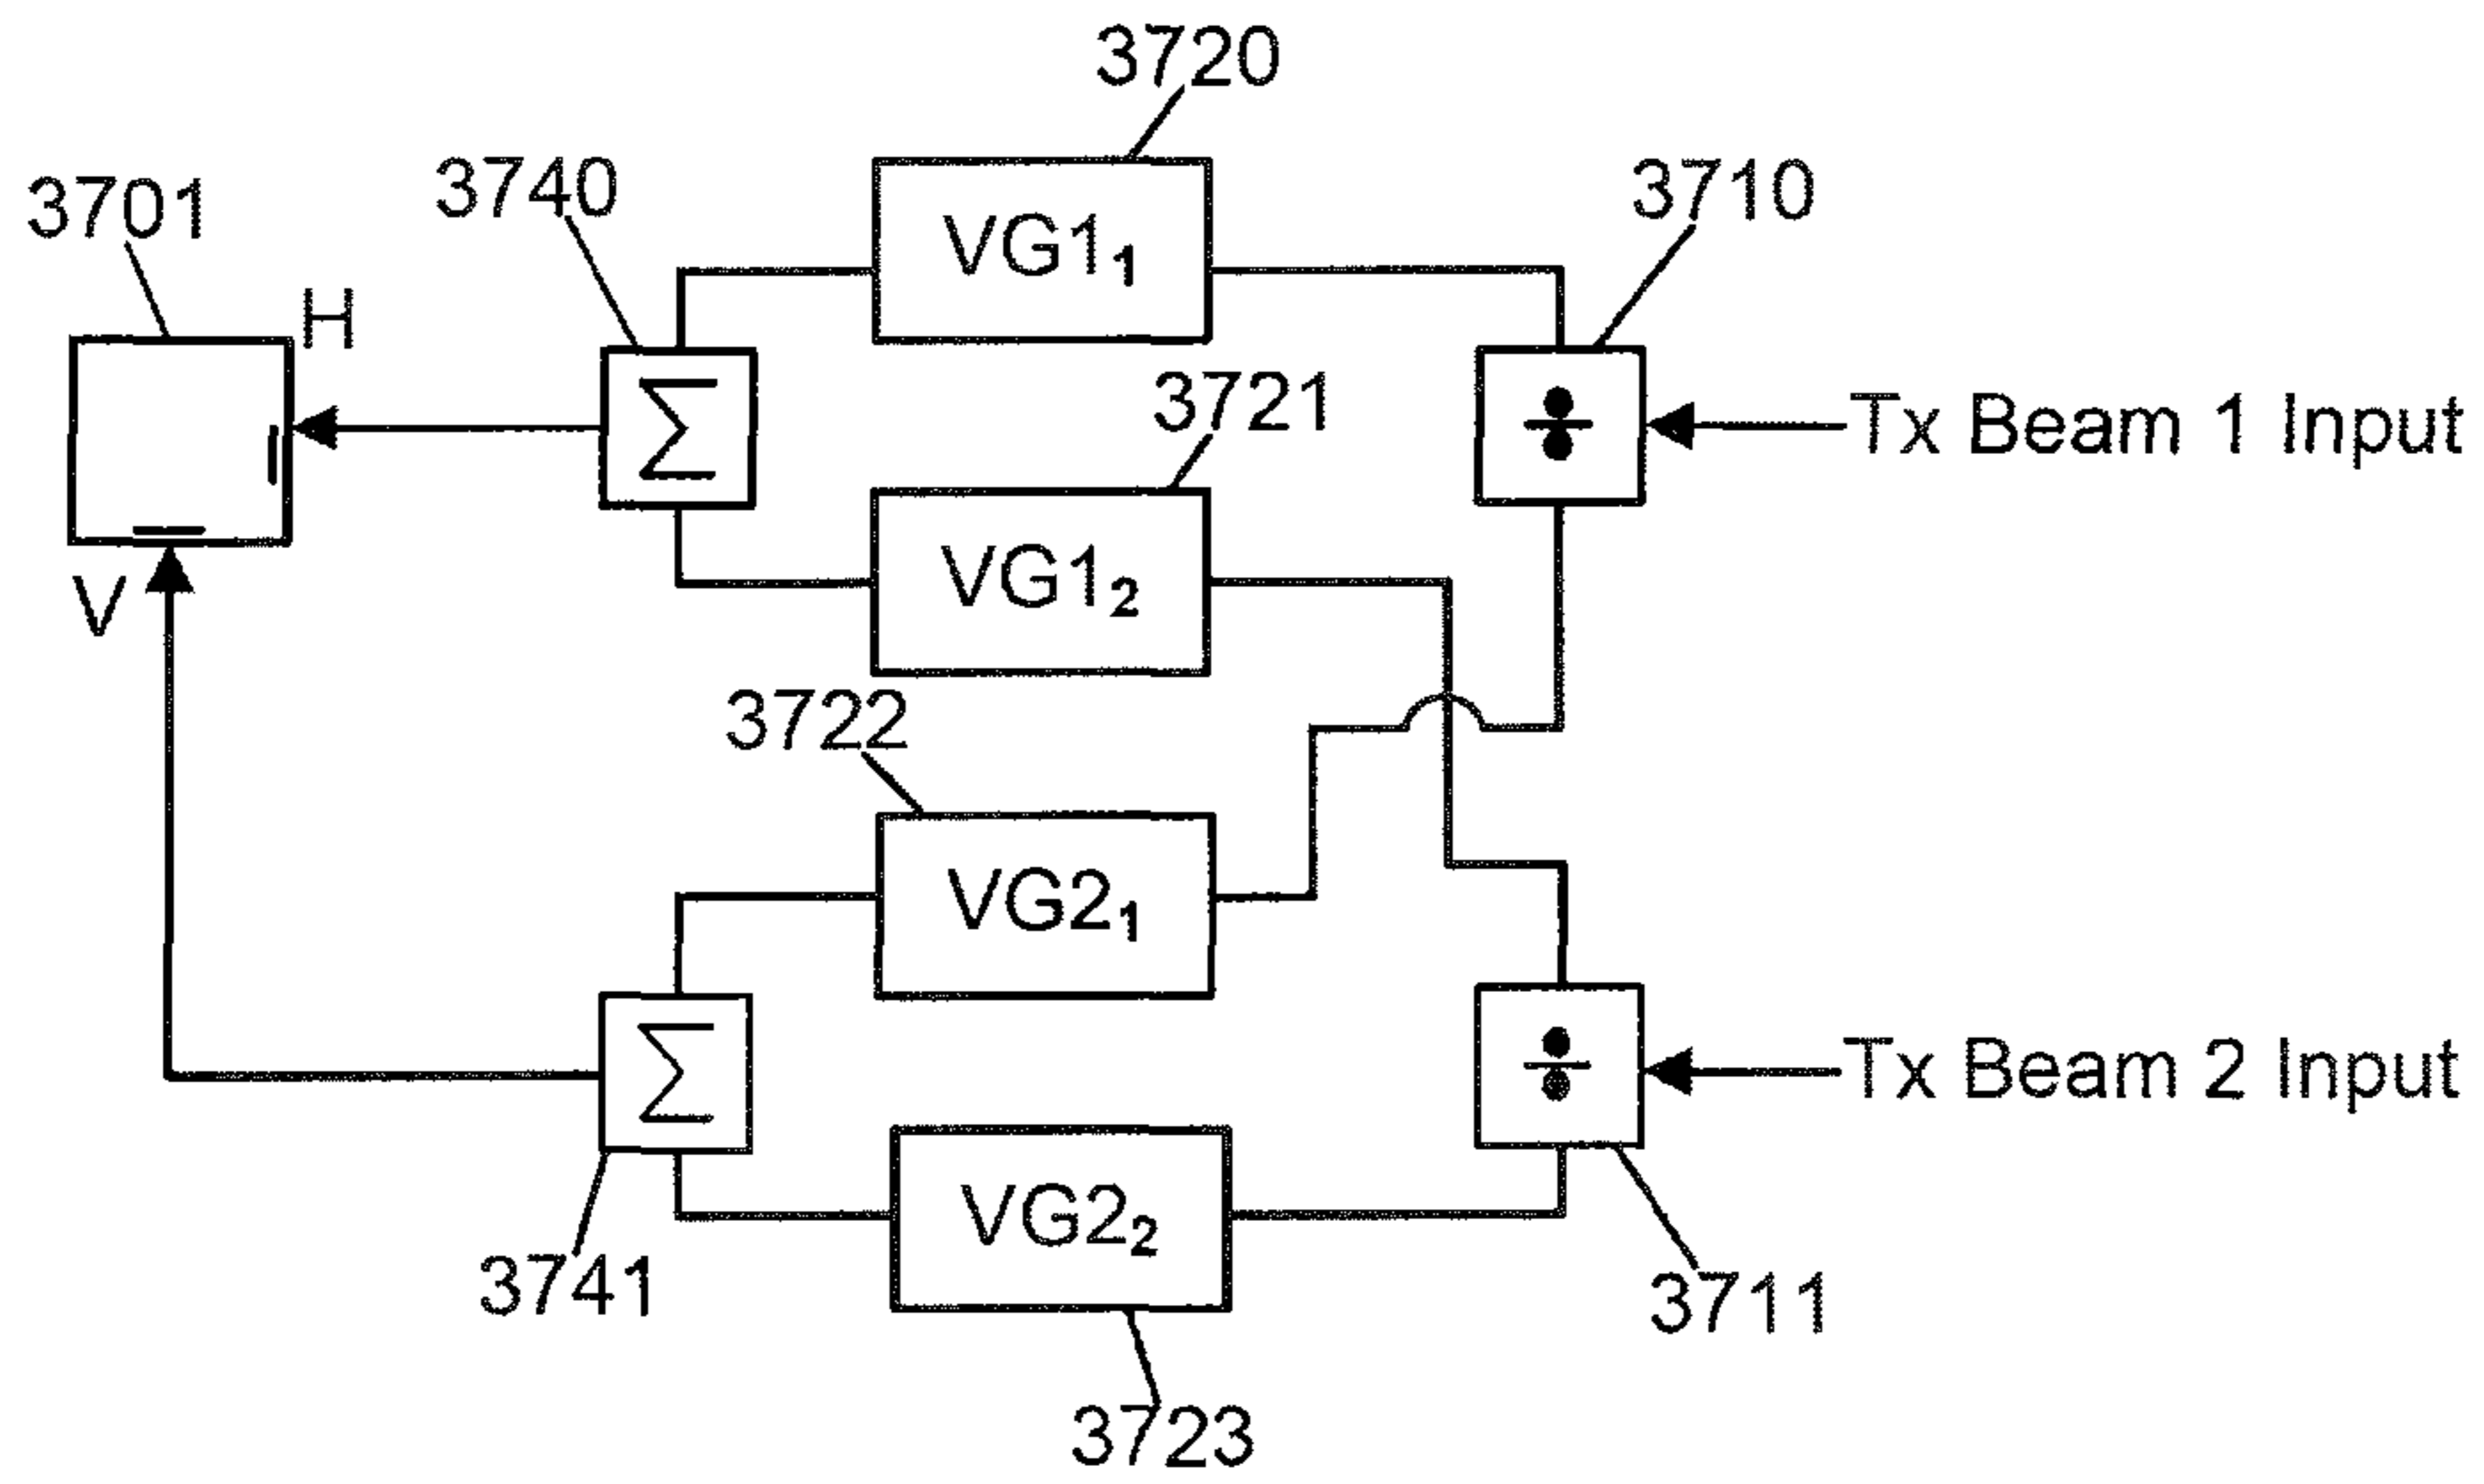 3720
3740
3710
3701
VG1₁
H
3721
Σ
÷
Tx Beam 1 Input
VG1₂
V
3722
VG2₁
Σ
÷
Tx Beam 2 Input
VG2₂
3741
3711
3723